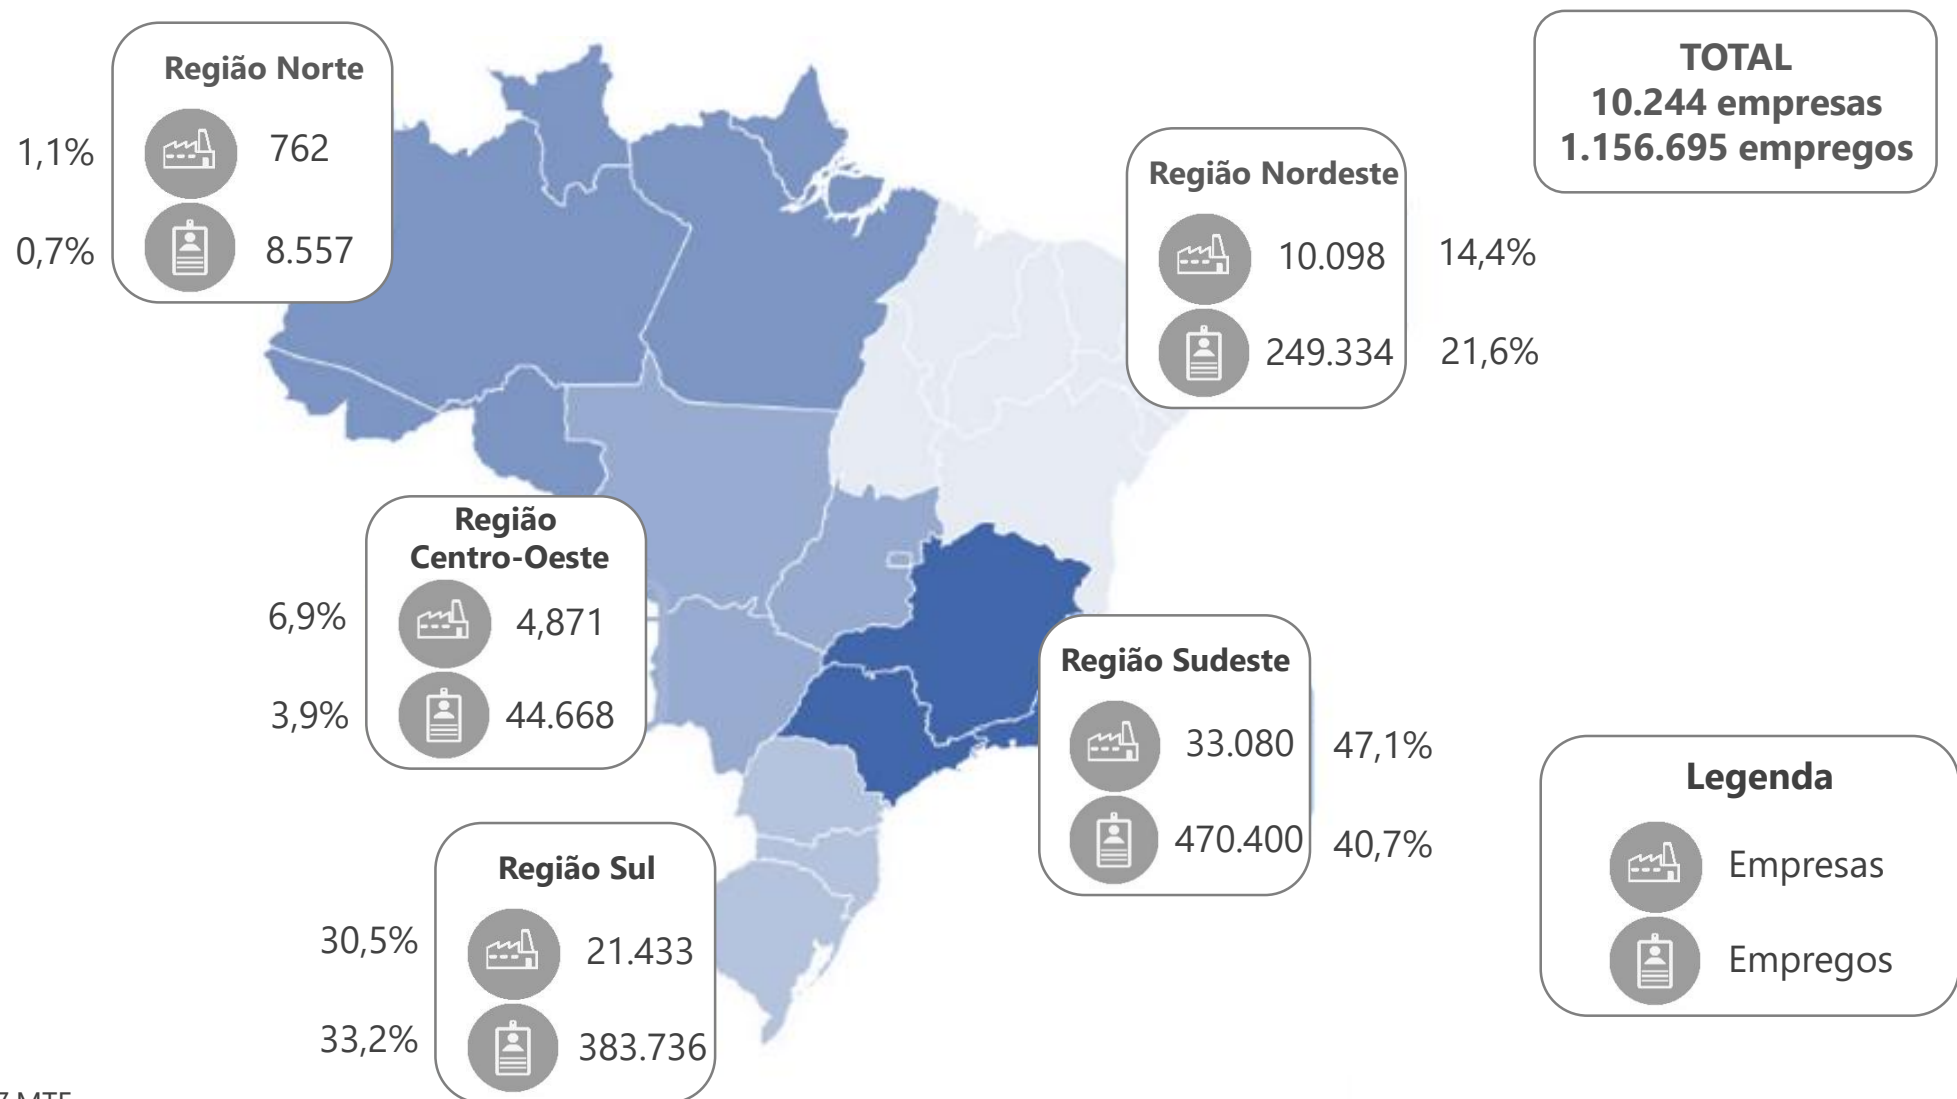 Região Norte
1,1%
762
0,7%
8.557
TOTAL
10.244 empresas
1.156.695 empregos
Região Nordeste
10.098
14,4%
249.334
21,6%
Região
Centro-Oeste
6,9%
4,871
3,9%
44.668
Região Sudeste
33.080
47,1%
470.400
40,7%
Região Sul
30,5%
21.433
33,2%
383.736
Legenda
Empresas
Empregos